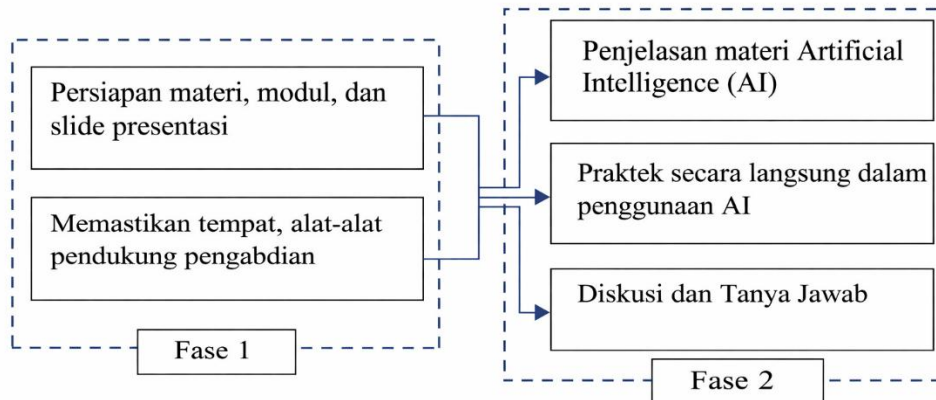 Persiapan materi, modul, dan
slide presentasi
Memastikan tempat, alat-alat
pendukung pengabdian
Fase 1
Penjelasan materi Artificial
Intelligence (AI)
Praktek secara langsung dalam
penggunaan AI
Diskusi dan Tanya Jawab
Fase 2